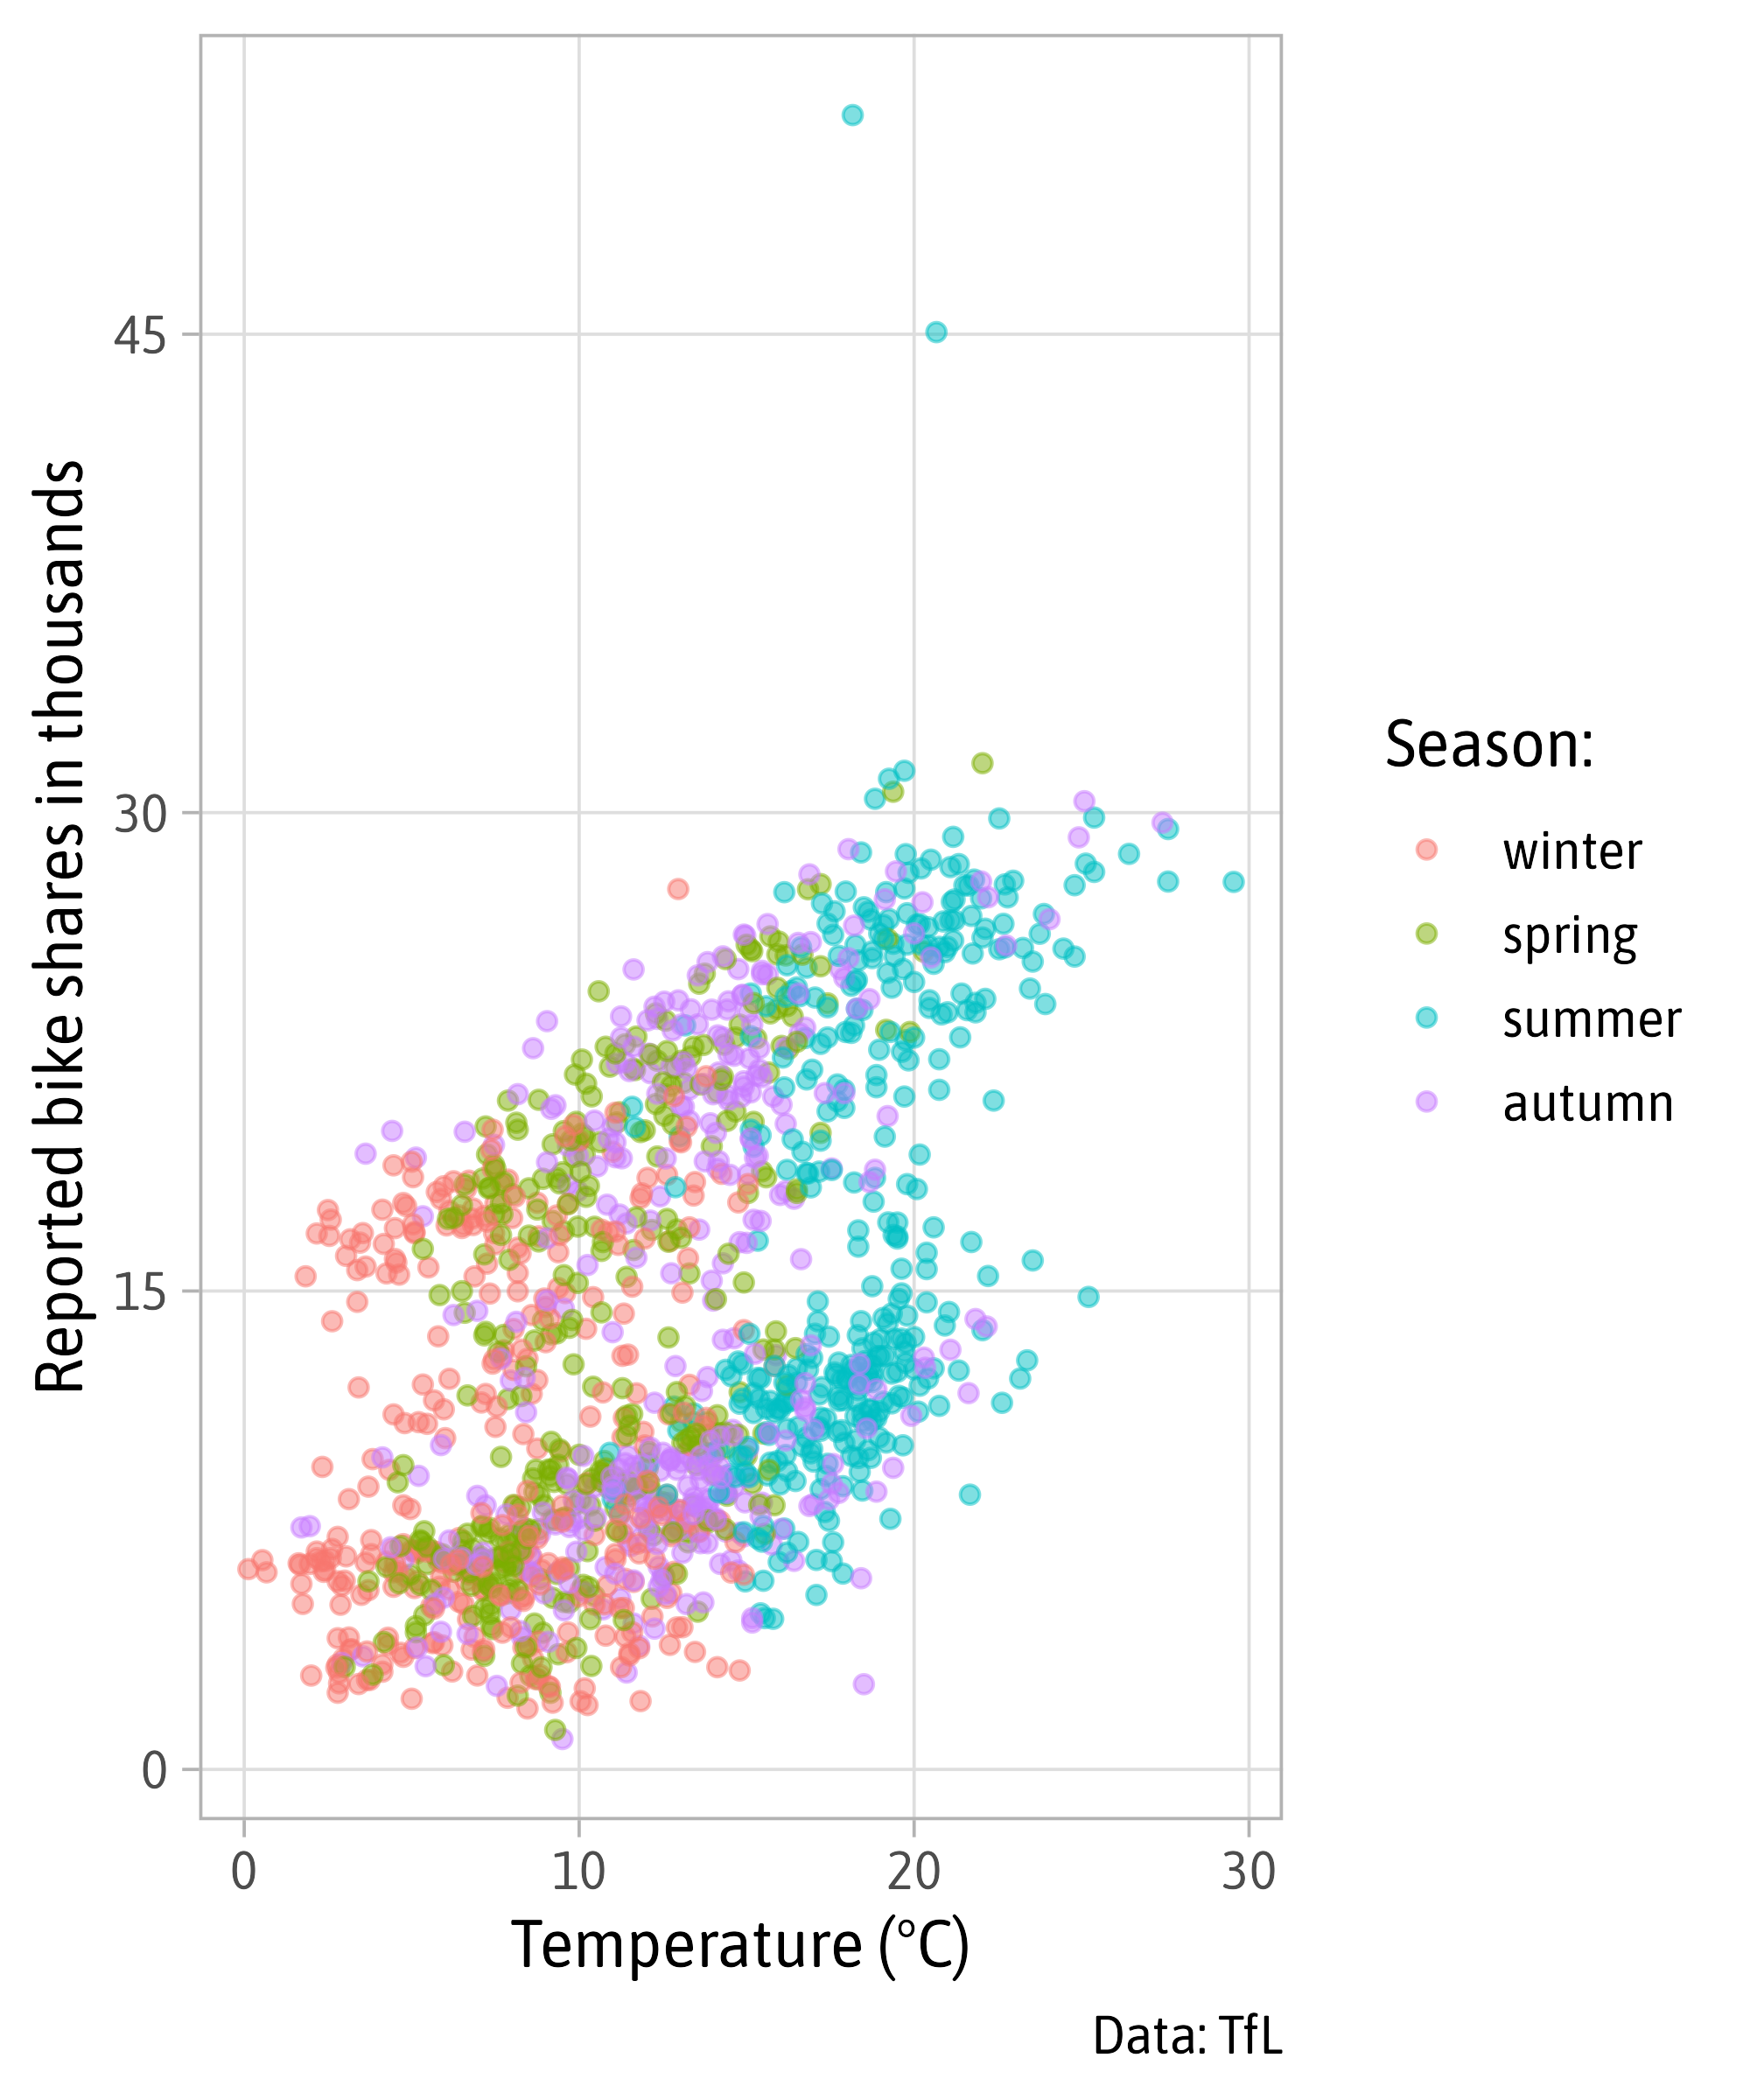 Reported bike shares in thousands
45
30
15
0
0 10 20 30
Temperature (°C)
Season:
winter
spring
summer
autumn
Data: TfL